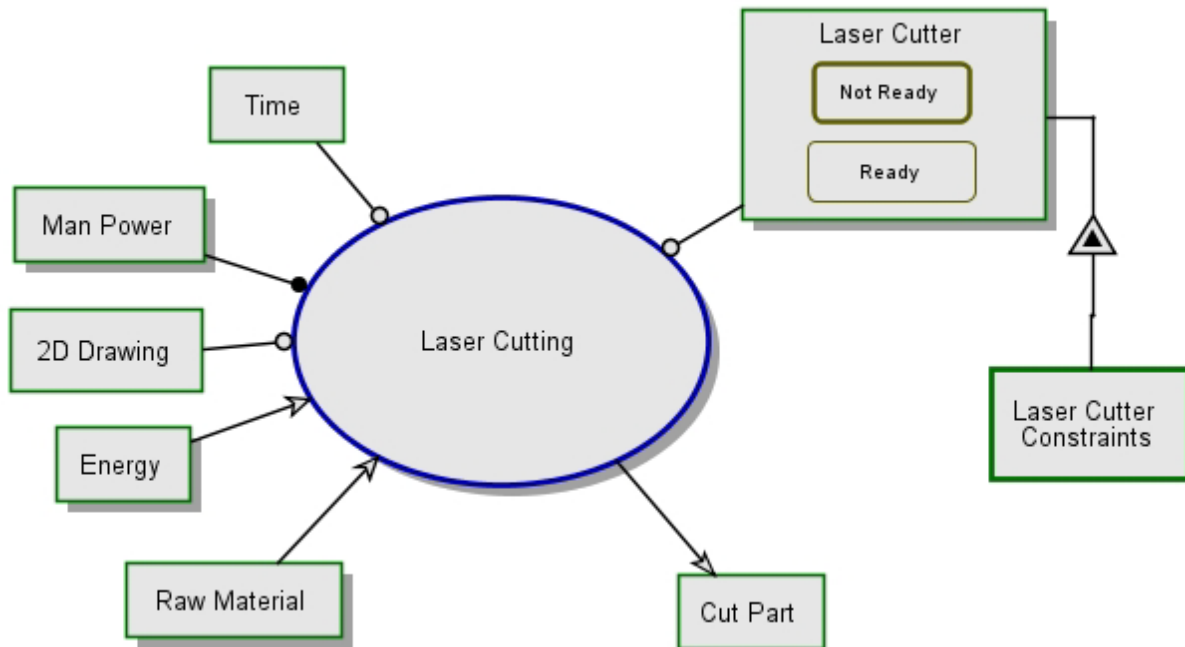 Laser Cutter
Not Ready
Ready
Time
Man Power
2D Drawing
Laser Cutting
Energy
Laser Cutter
Constraints
Raw Material
Cut Part